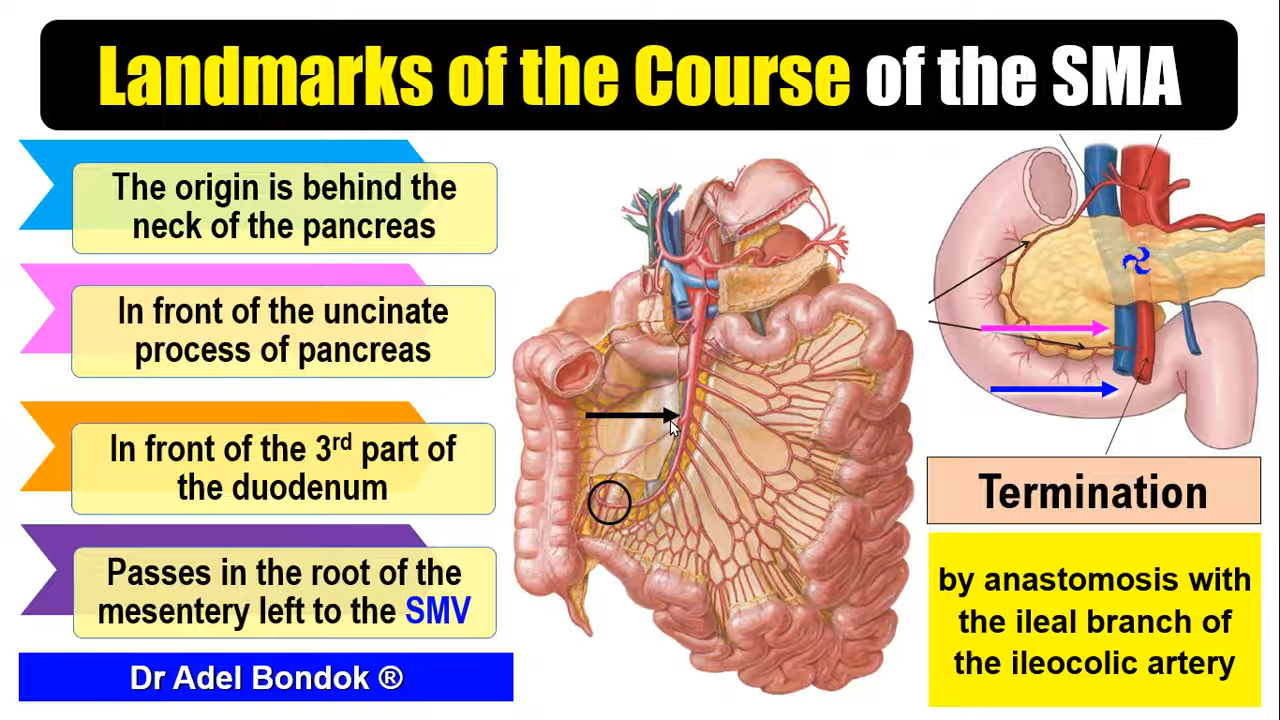 Landmarks of the Course of the SMA
The origin is behind the
neck of the pancreas
In front of the uncinate
process of pancreas
In front of the 3rd part of
the duodenum
Passes in the root of the
mesentery left to the SMV
Dr Adel Bondok ®
Termination
by anastomosis with
the ileal branch of
the ileocolic artery